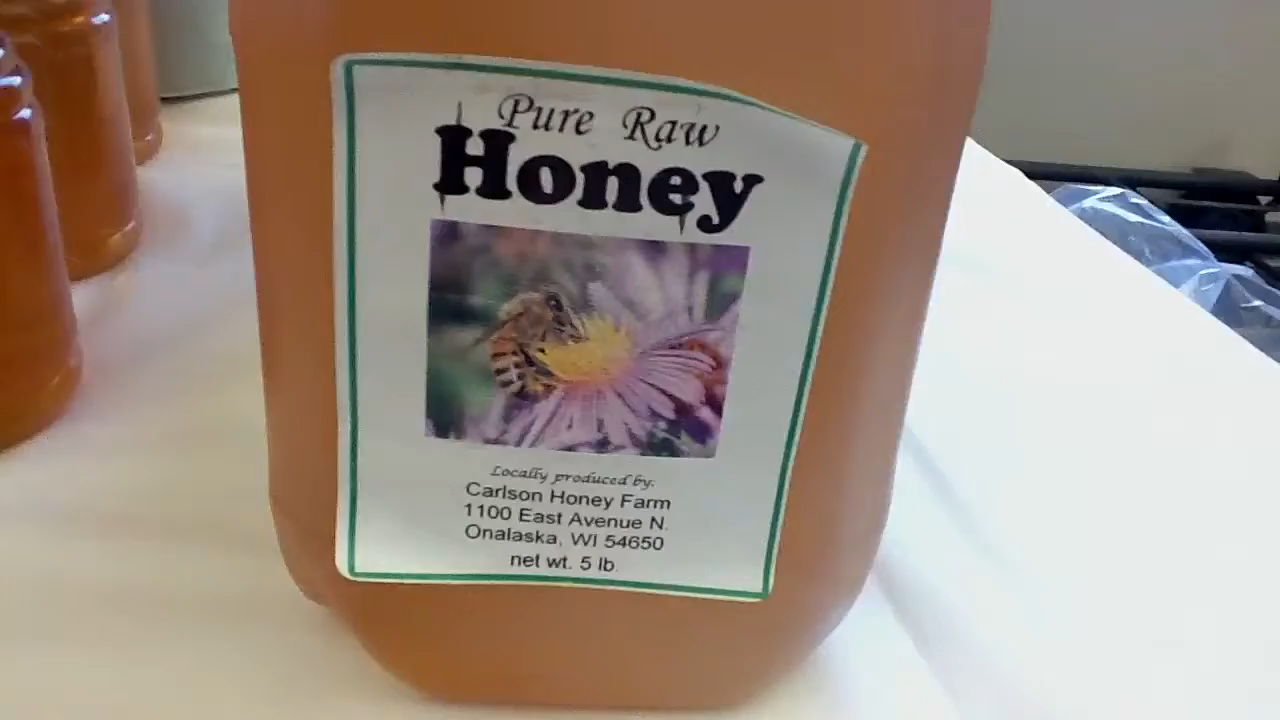 Pure Raw
Honey
Locally produced by:
Carlson Honey Farm
1100 East Avenue N.
Onalaska, WI 54650
net wt. 5 lb.